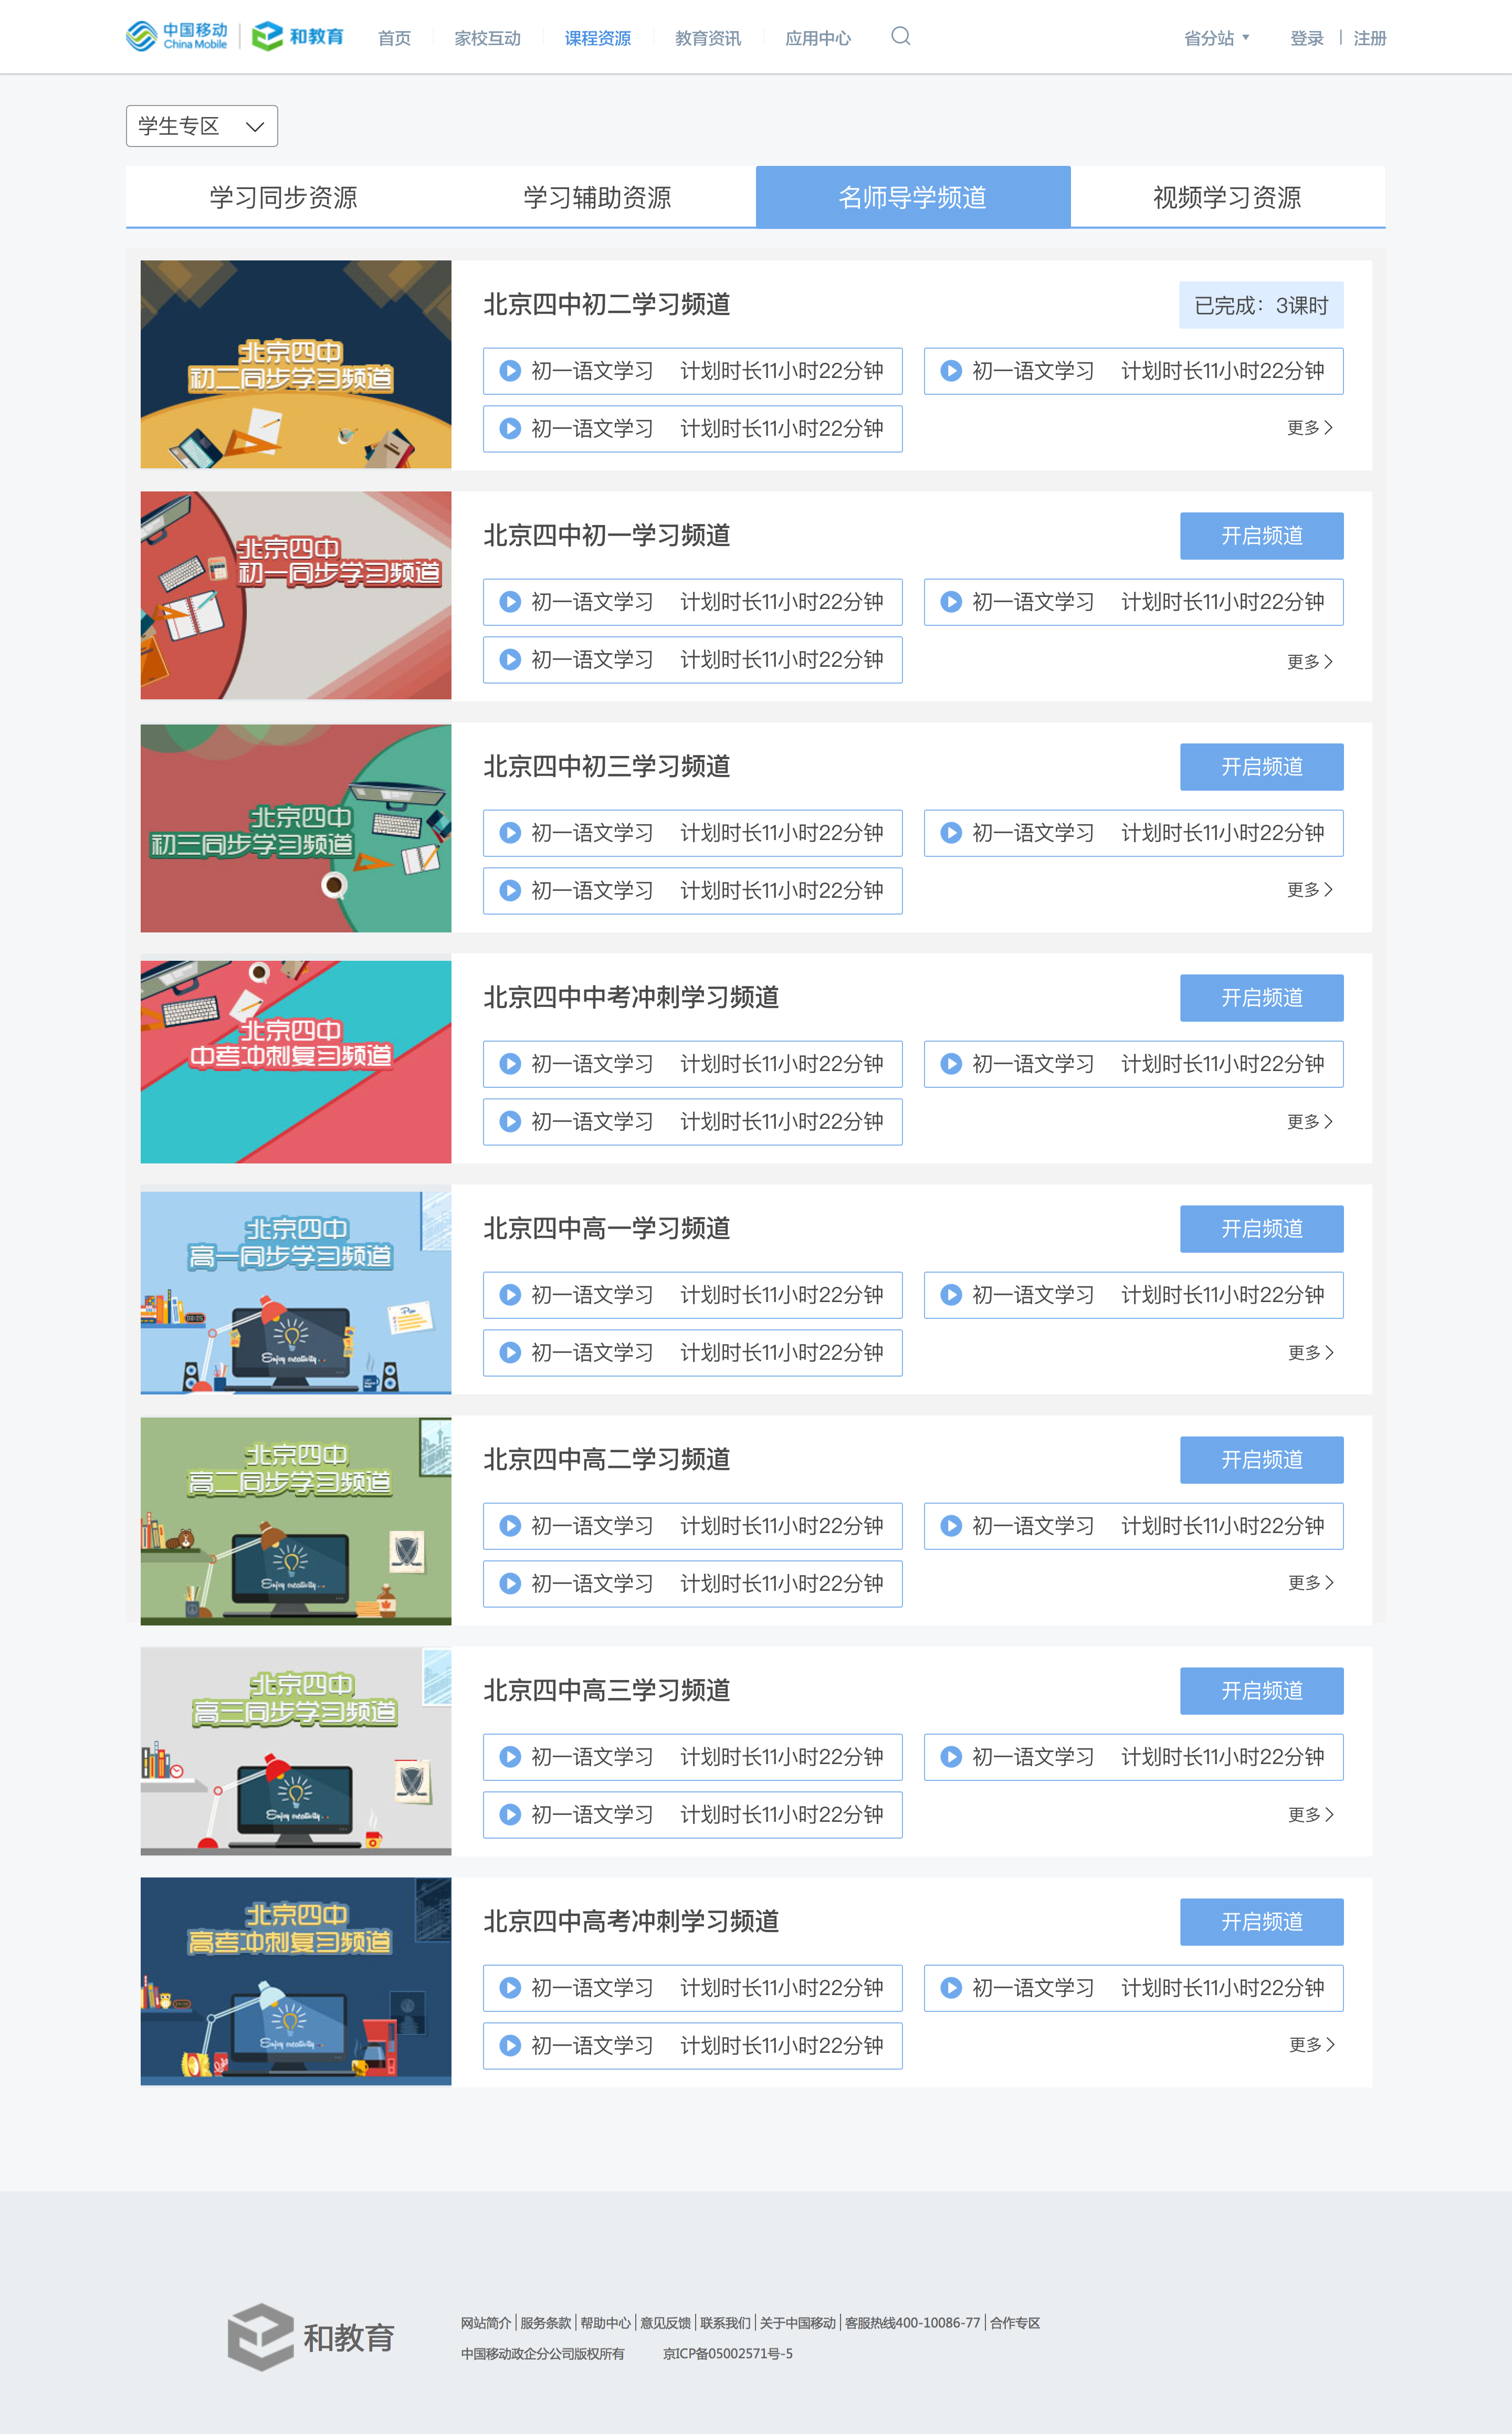 中国移动 China Mobile 和教育 首页 家校互动 课程资源 教育资讯 应用中心 省分站 登录 | 注册
学生专区
学习同步资源 学习辅助资源 名师导学频道 视频学习资源
北京四中
初二同步学习频道
北京四中初二学习频道 已完成：3课时
初一语文学习 计划时长11小时22分钟 初一语文学习 计划时长11小时22分钟
初一语文学习 计划时长11小时22分钟 更多
北京四中
初一同步学习频道
北京四中初一学习频道 开启频道
初一语文学习 计划时长11小时22分钟 初一语文学习 计划时长11小时22分钟
初一语文学习 计划时长11小时22分钟 更多
北京四中
初三同步学习频道
北京四中初三学习频道 开启频道
初一语文学习 计划时长11小时22分钟 初一语文学习 计划时长11小时22分钟
初一语文学习 计划时长11小时22分钟 更多
北京四中
中考冲刺复习频道
北京四中中考冲刺学习频道 开启频道
初一语文学习 计划时长11小时22分钟 初一语文学习 计划时长11小时22分钟
初一语文学习 计划时长11小时22分钟 更多
北京四中
高一同步学习频道
Plan
Enjoy creativity...
北京四中高一学习频道 开启频道
初一语文学习 计划时长11小时22分钟 初一语文学习 计划时长11小时22分钟
初一语文学习 计划时长11小时22分钟 更多
北京四中
高二同步学习频道
Enjoy creativity...
北京四中高二学习频道 开启频道
初一语文学习 计划时长11小时22分钟 初一语文学习 计划时长11小时22分钟
初一语文学习 计划时长11小时22分钟 更多
北京四中
高三同步学习频道
Enjoy creativity...
北京四中高三学习频道 开启频道
初一语文学习 计划时长11小时22分钟 初一语文学习 计划时长11小时22分钟
初一语文学习 计划时长11小时22分钟 更多
北京四中
高考冲刺复习频道
Enjoy creativity...
北京四中高考冲刺学习频道 开启频道
初一语文学习 计划时长11小时22分钟 初一语文学习 计划时长11小时22分钟
初一语文学习 计划时长11小时22分钟 更多
和教育
网站简介 | 服务条款 | 帮助中心 | 意见反馈 | 联系我们 | 关于中国移动 | 客服热线400-10086-77 | 合作专区
中国移动政企分公司版权所有 京ICP备05002571号-5